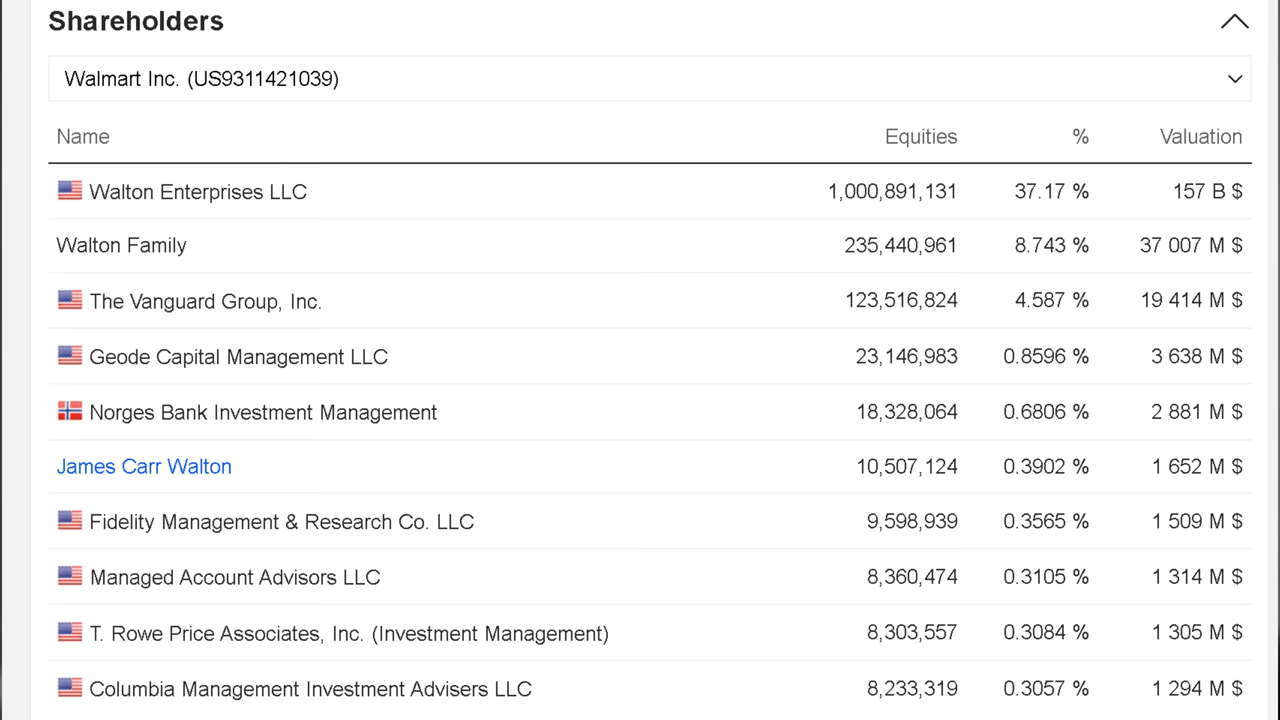 Shareholders
Walmart Inc. (US9311421039)
Name Equities % Valuation
Walton Enterprises LLC 1,000,891,131 37.17 % 157 B $
Walton Family 235,440,961 8.743 % 37 007 M $
The Vanguard Group, Inc. 123,516,824 4.587 % 19 414 M $
Geode Capital Management LLC 23,146,983 0.8596 % 3 638 M $
Norges Bank Investment Management 18,328,064 0.6806 % 2 881 M $
James Carr Walton 10,507,124 0.3902 % 1 652 M $
Fidelity Management & Research Co. LLC 9,598,939 0.3565 % 1 509 M $
Managed Account Advisors LLC 8,360,474 0.3105 % 1 314 M $
T. Rowe Price Associates, Inc. (Investment Management) 8,303,557 0.3084 % 1 305 M $
Columbia Management Investment Advisers LLC 8,233,319 0.3057 % 1 294 M $